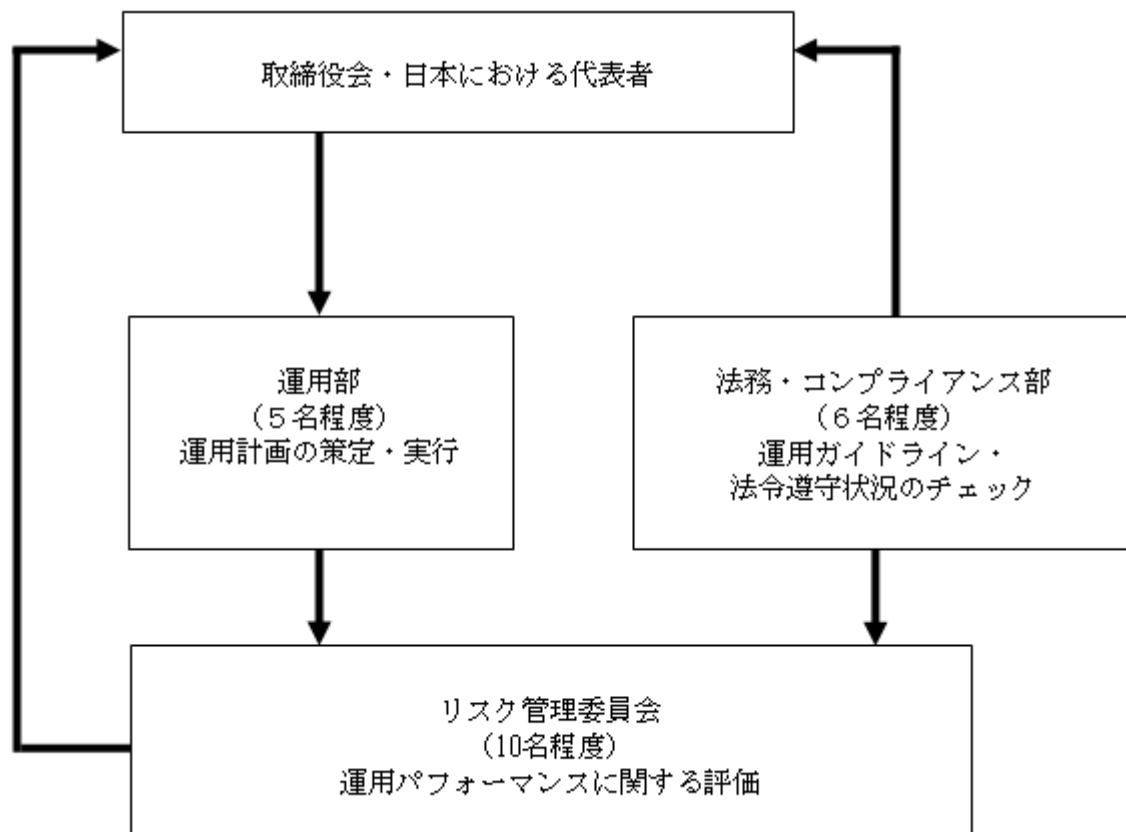 取締役会・日本における代表者
運用部
（５名程度）
運用計画の策定・実行
法務・コンプライアンス部
（６名程度）
運用ガイドライン・
法令遵守状況のチェック
リスク管理委員会
（10名程度）
運用パフォーマンスに関する評価